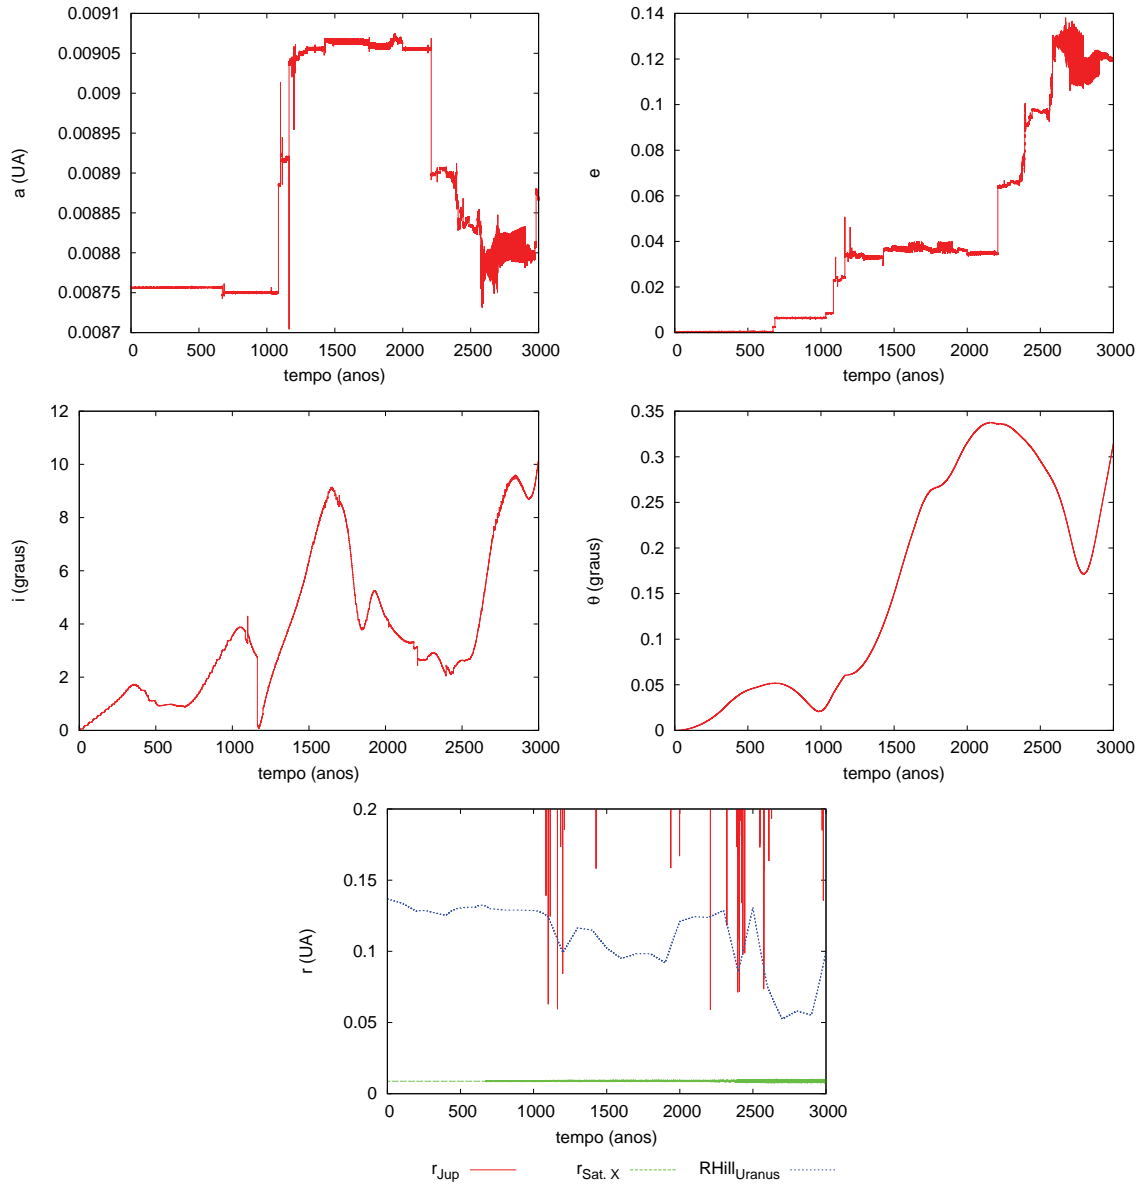 0.0091
0.00905
0.009
0.00895
0.0089
0.00885
0.0088
0.00875
0.0087
a (UA)
0 500 1000 1500 2000 2500 3000
tempo (anos)
0.14
0.12
0.1
0.08
0.06
0.04
0.02
0
e
0 500 1000 1500 2000 2500 3000
tempo (anos)
12
10
8
6
4
2
0
i (graus)
0 500 1000 1500 2000 2500 3000
tempo (anos)
0.35
0.3
0.25
0.2
0.15
0.1
0.05
0
θ (graus)
0 500 1000 1500 2000 2500 3000
tempo (anos)
0.2
0.15
0.1
0.05
0
r (UA)
0 500 1000 1500 2000 2500 3000
tempo (anos)
r_Jup r_Sat. X RHill_Uranus